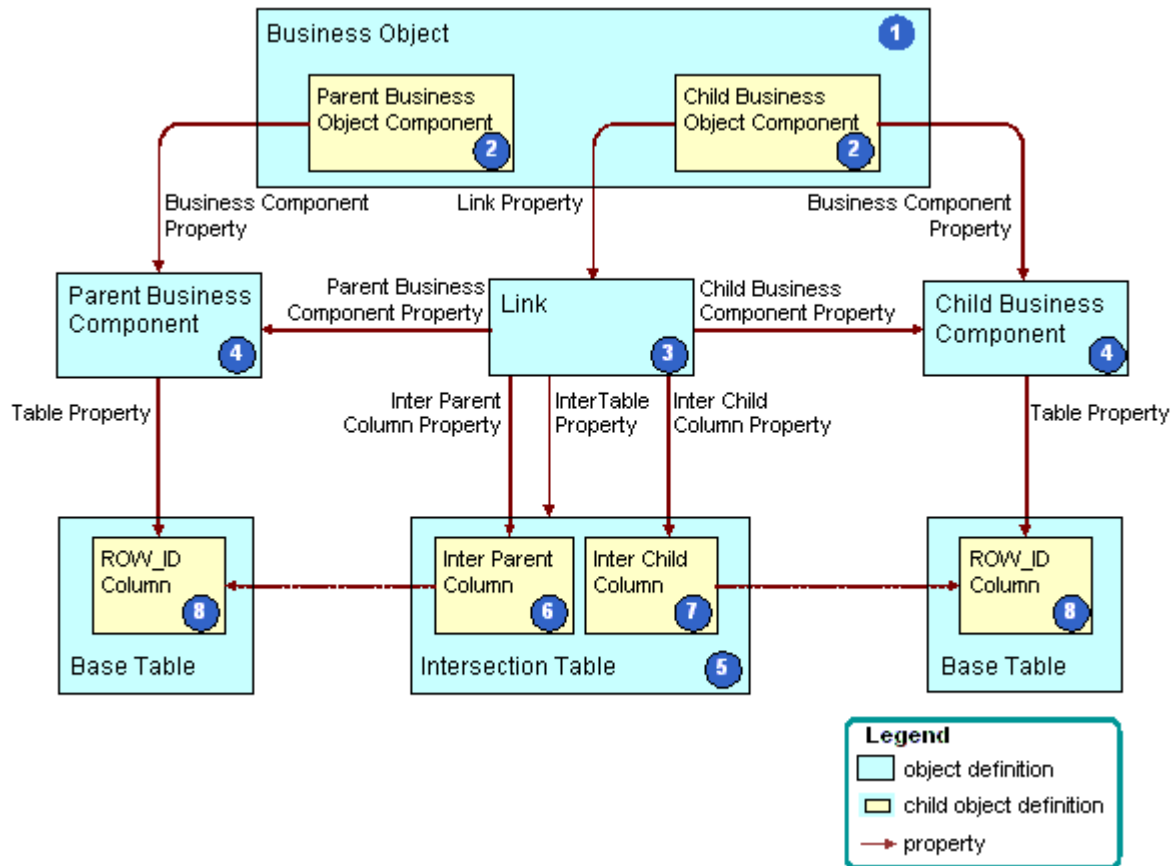 Business Object
1
Parent Business
Object Component
2
Child Business
Object Component
2
Business Component
Property
Link Property
Business Component
Property
Parent Business
Component
4
Parent Business
Component Property
Link
3
Child Business
Component Property
Child Business
Component
4
Table Property
Inter Parent
Column Property
InterTable
Property
Inter Child
Column Property
Table Property
ROW_ID
Column
8
Base Table
Inter Parent
Column
6
Inter Child
Column
7
Intersection Table
5
ROW_ID
Column
8
Base Table
Legend
object definition
child object definition
property